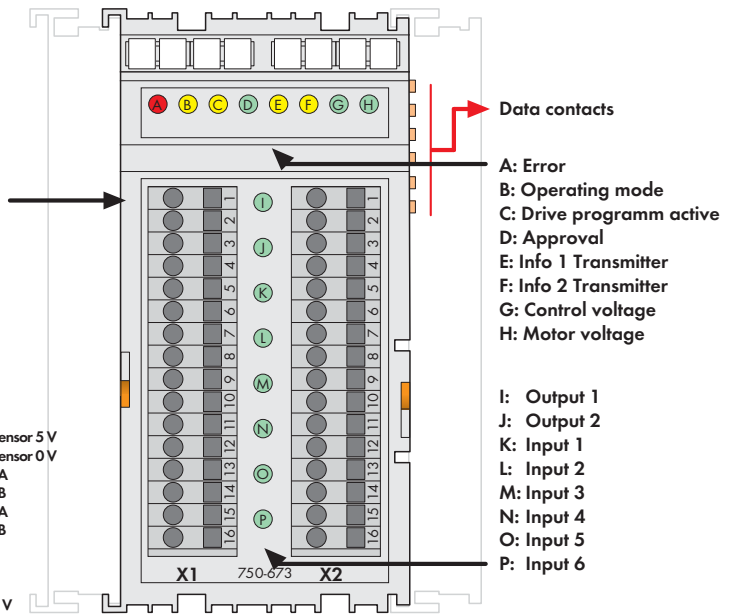 A B C D E F G H
Data contacts
A: Error
B: Operating mode
C: Drive programm active
D: Approval
E: Info 1 Transmitter
F: Info 2 Transmitter
G: Control voltage
H: Motor voltage
1 I 1
2 2
3 J 3
4 4
5 K 5
6 6
7 L 7
8 8
9 M 9
10 10
11 N 11
12 12
13 O 13
14 14
15 P 15
16 16
I: Output 1
J: Output 2
K: Input 1
L: Input 2
M: Input 3
N: Input 4
O: Input 5
P: Input 6
5 V
0 V
A
B
A
B
V
X1 750-673 X2